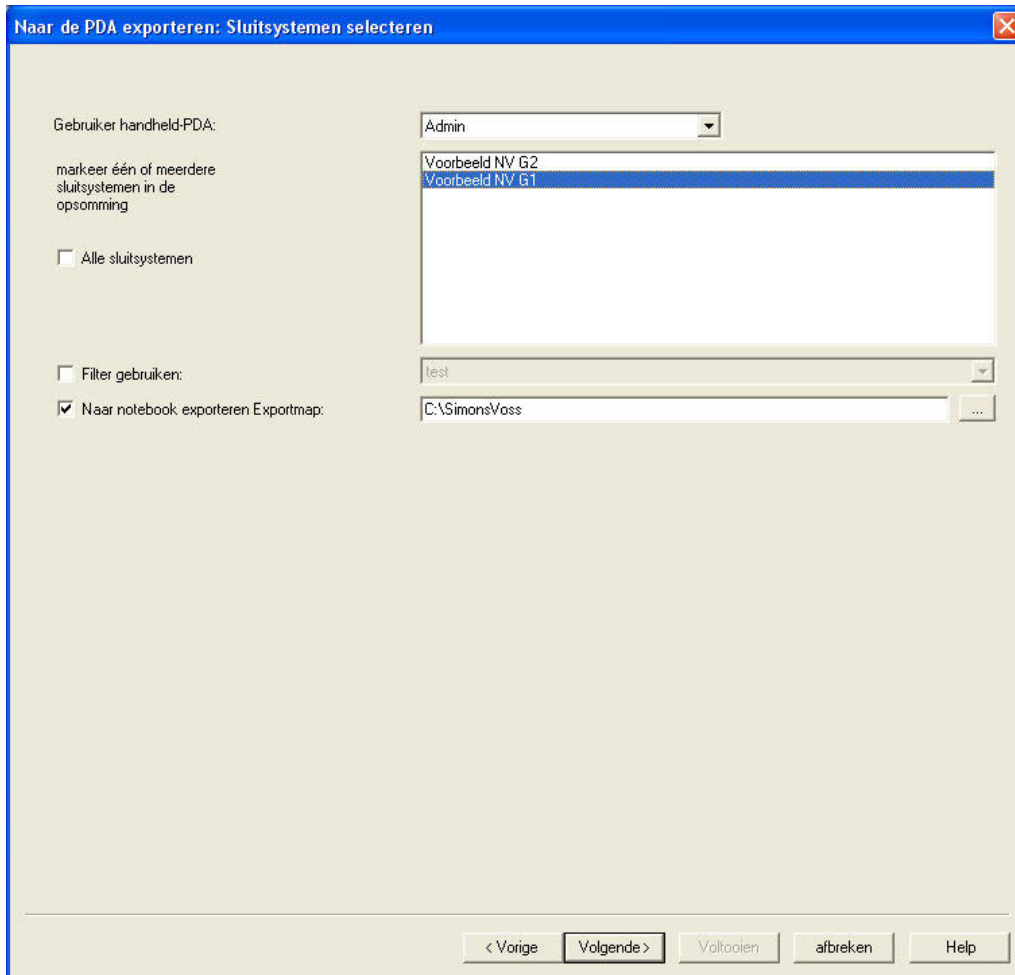 Naar de PDA exporteren: Sluitsystemen selecteren
Gebruiker handheld-PDA:
Admin
markeer één of meerdere
sluitsystemen in de
opsomming
Voorbeeld NV G2
Voorbeeld NV G1
Alle sluitsystemen
Filter gebruiken:
test
Naar notebook exporteren Exportmap:
C:\SimonsVoss
...
< Vorige
Volgende >
Voltooien
afbreken
Help